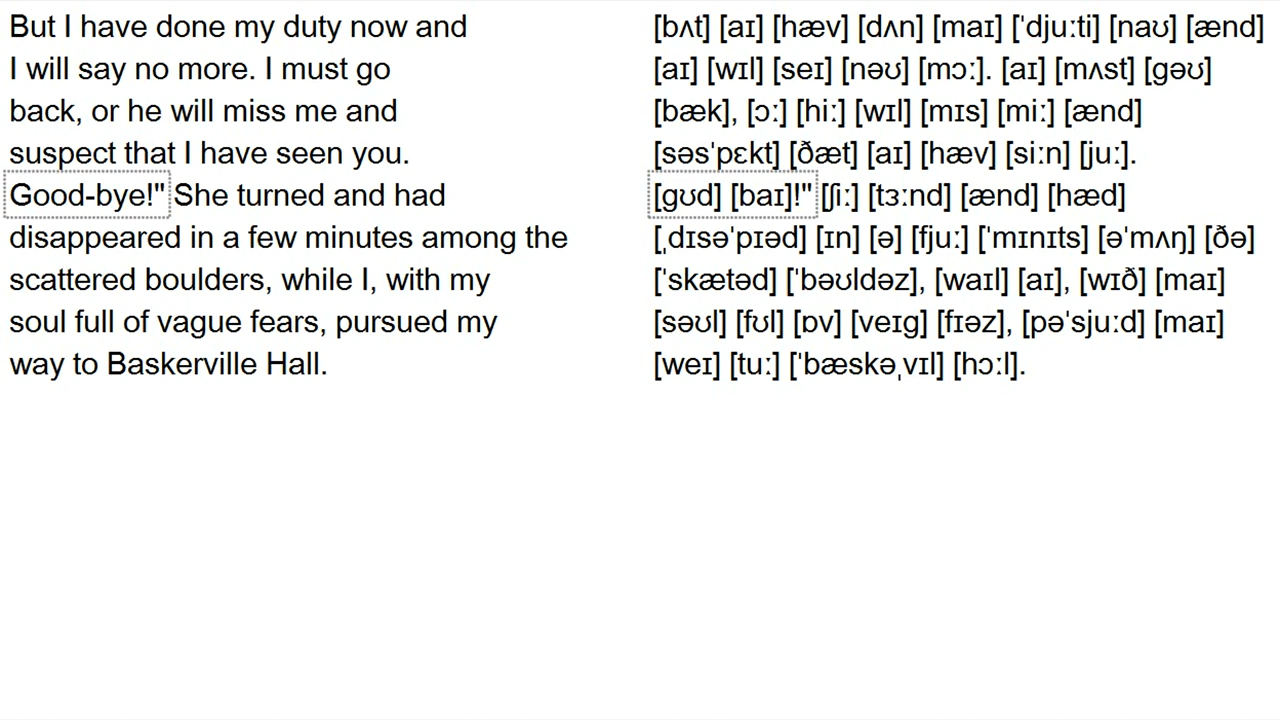 But I have done my duty now and
I will say no more. I must go
back, or he will miss me and
suspect that I have seen you.
Good-bye!" She turned and had
disappeared in a few minutes among the
scattered boulders, while I, with my
soul full of vague fears, pursued my
way to Baskerville Hall.
[bʌt] [aɪ] [hæv] [dʌn] [maɪ] [ˈdjuːti] [naʊ] [ænd]
[aɪ] [wɪl] [seɪ] [nəʊ] [mɔː]. [aɪ] [mʌst] [gəʊ]
[bæk], [ɔː] [hiː] [wɪl] [mɪs] [miː] [ænd]
[səsˈpɛkt] [ðæt] [aɪ] [hæv] [siːn] [juː].
[gʊd] [baɪ]!" [ʃiː] [tɜːnd] [ænd] [hæd]
[ˌdɪsəˈpɪəd] [ɪn] [ə] [fjuː] [ˈmɪnɪts] [əˈmʌŋ] [ðə]
[ˈskætəd] [ˈbəʊldəz], [waɪl] [aɪ], [wɪð] [maɪ]
[səʊl] [fʊl] [ɒv] [veɪg] [fɪəz], [pəˈsjuːd] [maɪ]
[weɪ] [tuː] [ˈbæskəˌvɪl] [hɔːl].